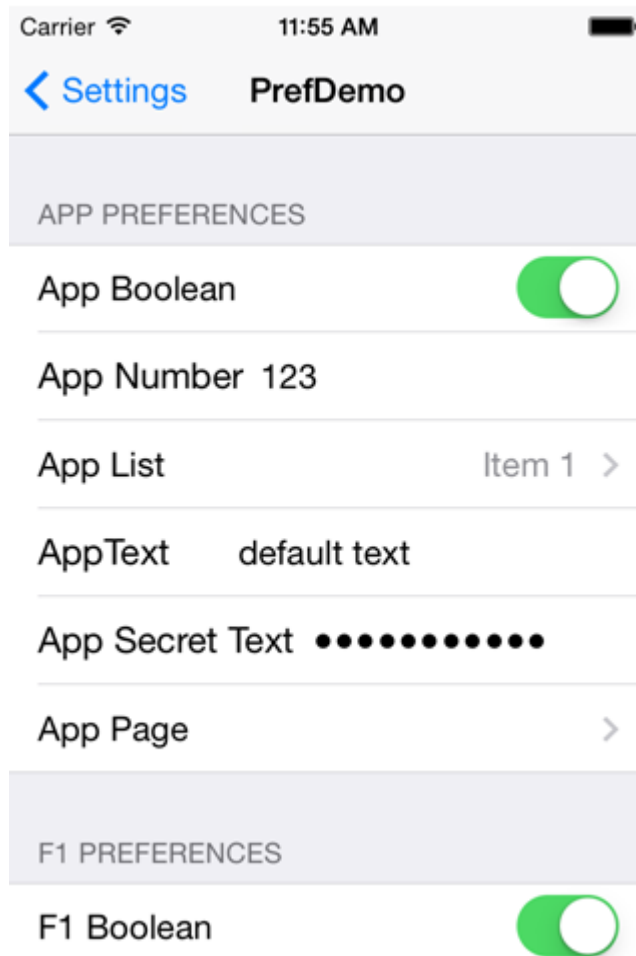 Carrier 11:55 AM
Settings PrefDemo
APP PREFERENCES
App Boolean
App Number 123
App List Item 1
AppText default text
App Secret Text •••••••••••
App Page
F1 PREFERENCES
F1 Boolean